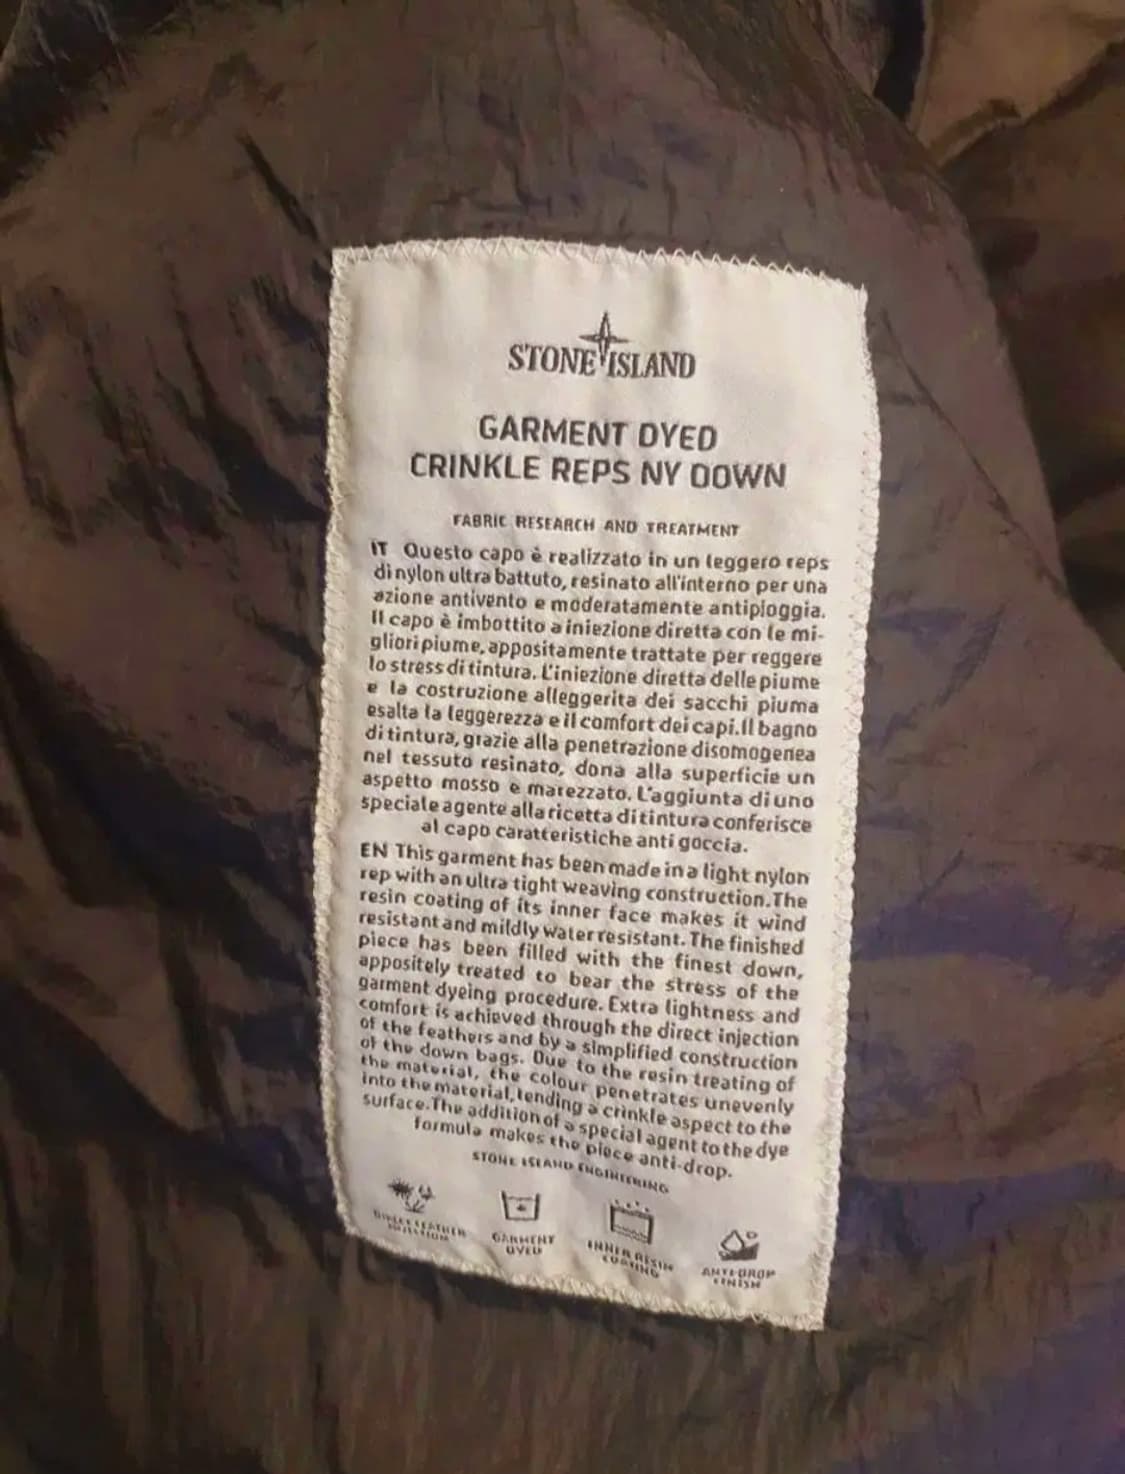 STONE ISLAND
GARMENT DYED
CRINKLE REPS NY DOWN
FABRIC RESEARCH AND TREATMENT
IT Questo capo è realizzato in un leggero reps
di nylon ultra battuto, resinato all'interno per una
azione antivento e moderatamente antipioggia.
Il capo è imbottito a iniezione diretta con le mi-
gliori piume, appositamente trattate per reggere
lo stress di tintura. L'iniezione diretta delle piume
e la costruzione alleggerita dei sacchi piuma
esalta la leggerezza e il comfort dei capi. Il bagno
di tintura, grazie alla penetrazione disomogenea
nel tessuto resinato, dona alla superficie un
aspetto mosso e marezzato. L'aggiunta di uno
speciale agente alla ricetta di tintura conferisce
al capo caratteristiche anti goccia.
EN This garment has been made in a light nylon
rep with an ultra tight weaving construction. The
resin coating of its inner face makes it wind
resistant and mildly water resistant. The finished
piece has been filled with the finest down,
appositely treated to bear the stress of the
garment dyeing procedure. Extra lightness and
comfort is achieved through the direct injection
of the feathers and by a simplified construction
of the down bags. Due to the resin treating of
the material, the colour penetrates unevenly
into the material, lending a crinkle aspect to the
surface. The addition of a special agent to the dye
formula makes the piece anti-drop.
STONE ISLAND ENGINEERING
DIRECT FEATHER
INJECTION
GARMENT
DYED
INNER RESIN
COATING
ANTI-DROP
FINISH